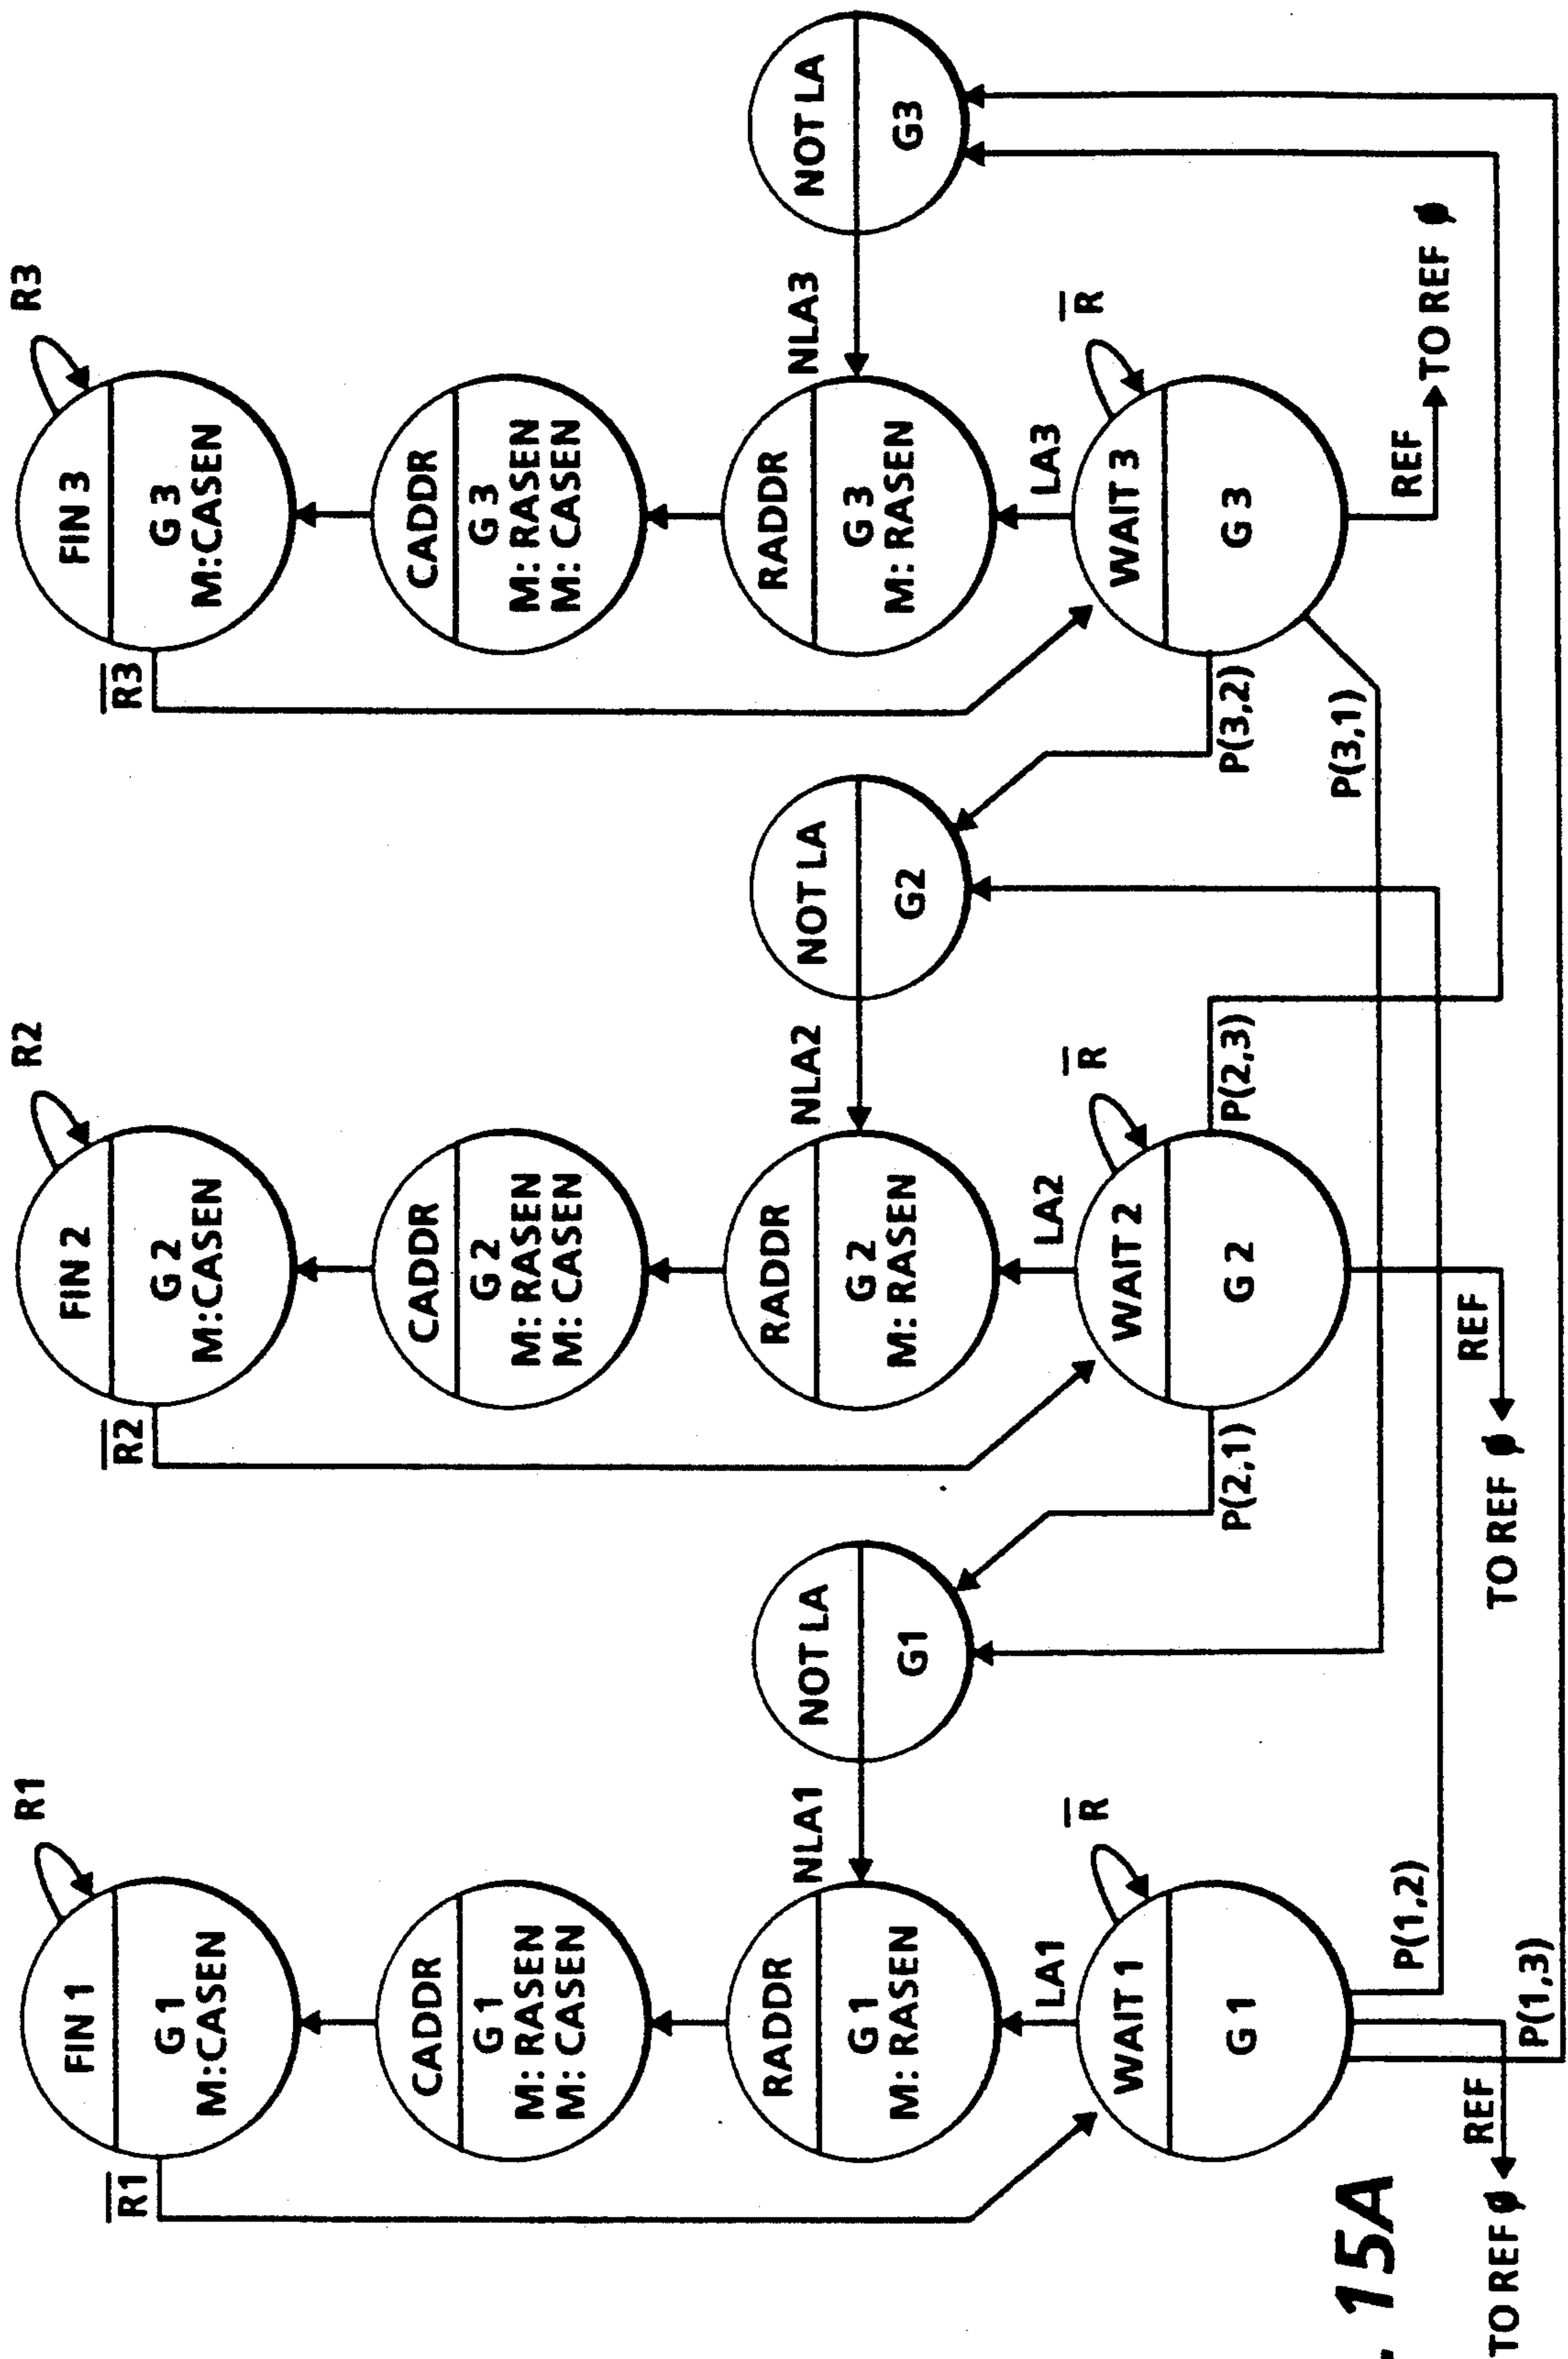 R1
R2
R3
R̅1̅
FIN 1
G 1
M:CASEN
R̅2̅
FIN 2
G 2
M:CASEN
R̅3̅
FIN 3
G 3
M:CASEN
CADDR
G 1
M: RASEN
M: CASEN
CADDR
G 2
M: RASEN
M: CASEN
CADDR
G 3
M: RASEN
M: CASEN
RADDR
G 1
M: RASEN
NLA1
NOT LA
G1
RADDR
G 2
M: RASEN
NLA2
NOT LA
G2
RADDR
G 3
M: RASEN
NLA3
NOT LA
G3
LA1
LA2
LA3
WAIT 1
G 1
R̅
P(2,1)
WAIT 2
G 2
R̅
P(2,3)
P(3,2)
WAIT 3
G 3
R̅
P(3,1)
15A
P(1,2)
REF
TO REF φ
REF
TO REF φ
REF
TO REF φ
P(1,3)